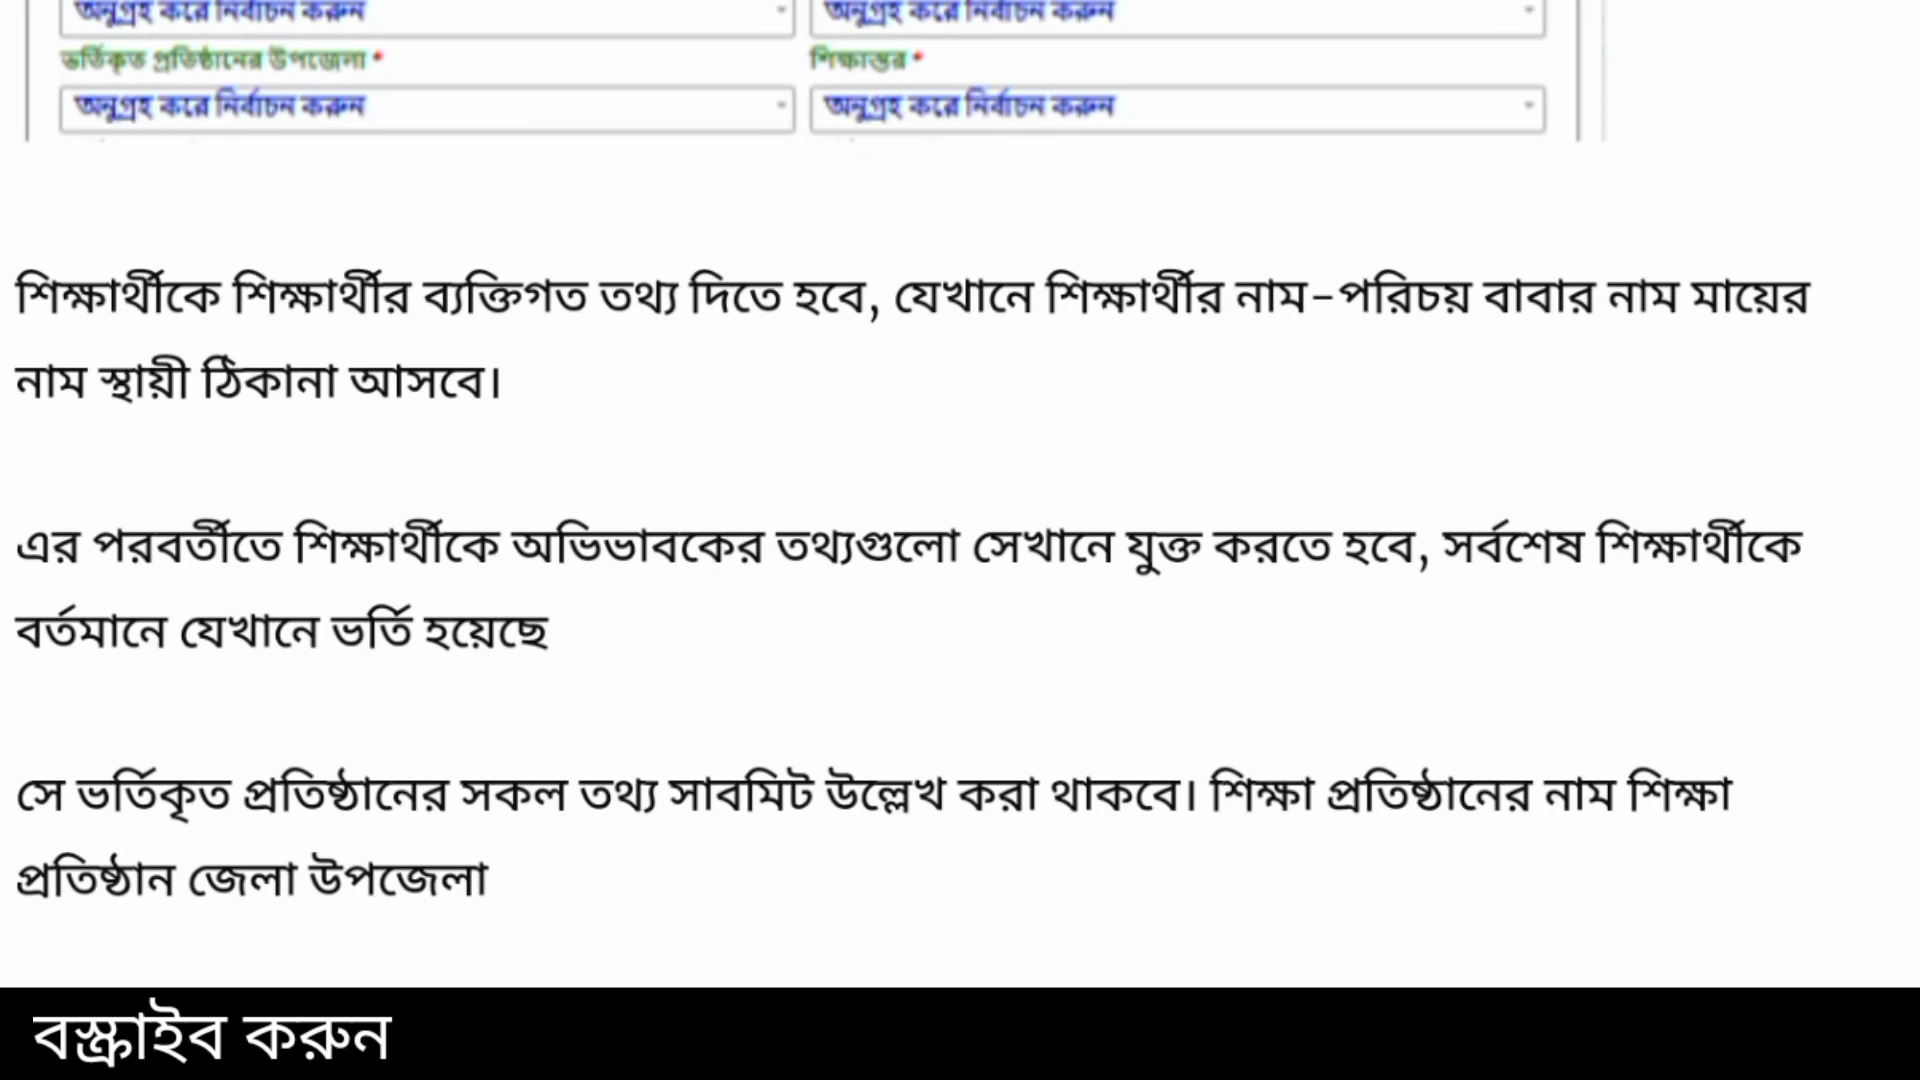 অনুগ্রহ করে নির্বাচন করুন অনুগ্রহ করে নির্বাচন করুন
ভর্তিকৃত প্রতিষ্ঠানের উপজেলা * শিক্ষাস্তর *
অনুগ্রহ করে নির্বাচন করুন অনুগ্রহ করে নির্বাচন করুন
শিক্ষার্থীকে শিক্ষার্থীর ব্যক্তিগত তথ্য দিতে হবে, যেখানে শিক্ষার্থীর নাম-পরিচয় বাবার নাম মায়ের
নাম স্থায়ী ঠিকানা আসবে।
এর পরবর্তীতে শিক্ষার্থীকে অভিভাবকের তথ্যগুলো সেখানে যুক্ত করতে হবে, সর্বশেষ শিক্ষার্থীকে
বর্তমানে যেখানে ভর্তি হয়েছে
সে ভর্তিকৃত প্রতিষ্ঠানের সকল তথ্য সাবমিট উল্লেখ করা থাকবে। শিক্ষা প্রতিষ্ঠানের নাম শিক্ষা
প্রতিষ্ঠান জেলা উপজেলা
বস্ক্রাইব করুন